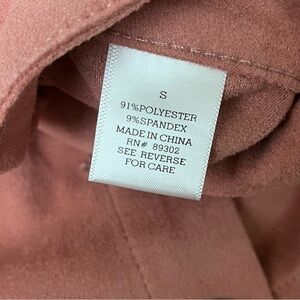 S
91%POLYESTER
9%SPANDEX
MADE IN CHINA
RN# 89302
SEE REVERSE
FOR CARE